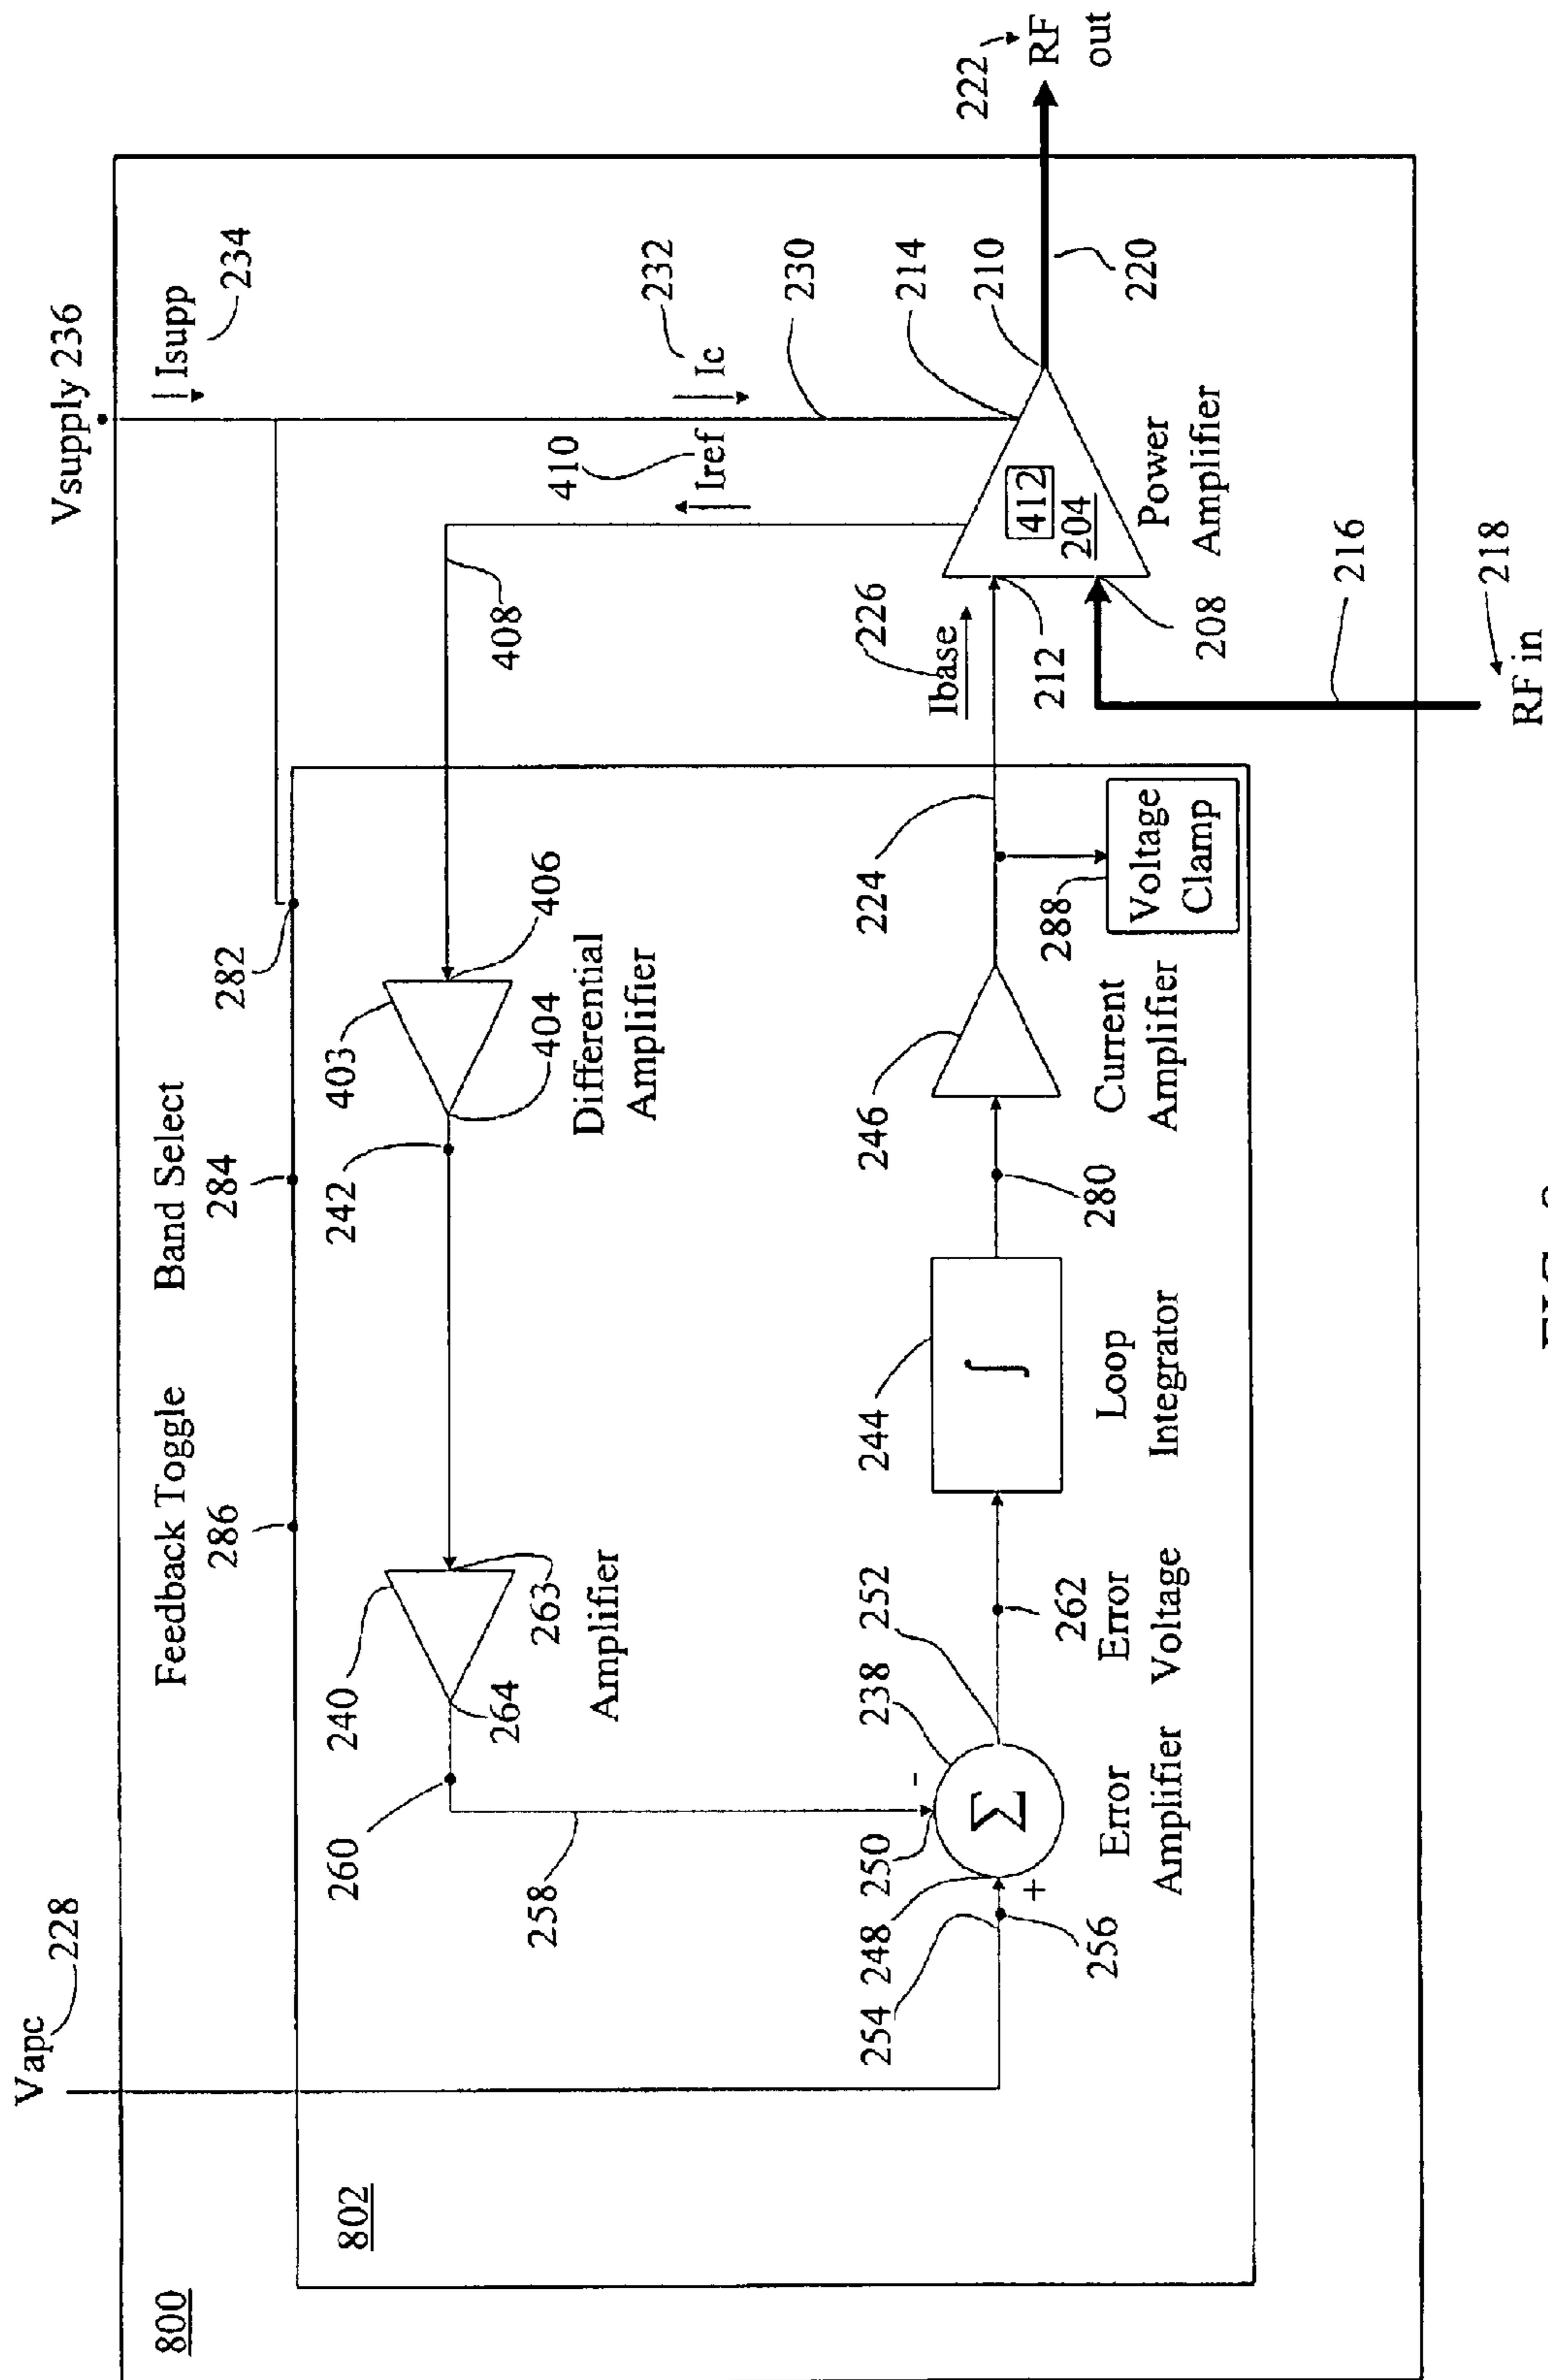 800
802
Vapc
228
Feedback Toggle
286
Band Select
284
282
Vsupply 236
Isupp
234
240
263
264
Amplifier
260
258
242
403
404
406
Differential
Amplifier
408
410
Iref
Ic
232
230
214
210
220
222
RF
out
412
204
Power
Amplifier
Ibase
226
212
208
216
218
RF in
224
288
Voltage
Clamp
246
Current
Amplifier
280
244
∫
Loop
Integrator
262
Error
Voltage
252
238
Σ
-
+
250
248
254
256
Error
Amplifier